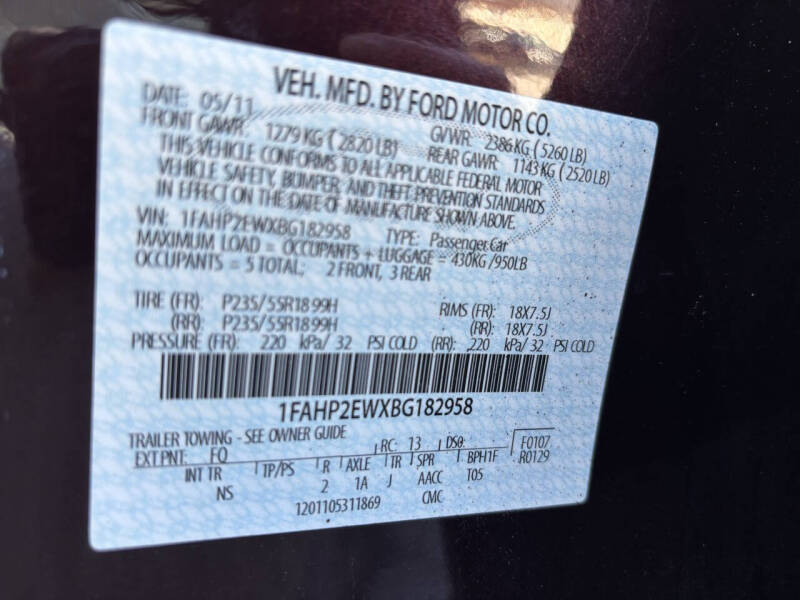 VEH. MFD. BY FORD MOTOR CO.
DATE: 05/11 GVWR: 2386 KG ( 5260 LB)
FRONT GAWR: 1279 KG ( 2820 LB) REAR GAWR: 1143 KG ( 2520 LB)
THIS VEHICLE CONFORMS TO ALL APPLICABLE FEDERAL MOTOR
VEHICLE SAFETY, BUMPER, AND THEFT PREVENTION STANDARDS
IN EFFECT ON THE DATE OF MANUFACTURE SHOWN ABOVE.
VIN: 1FAHP2EWXBG182958 TYPE: Passenger Car
MAXIMUM LOAD = OCCUPANTS + LUGGAGE = 430KG /950LB
OCCUPANTS = 5 TOTAL; 2 FRONT, 3 REAR
TIRE (FR): P235/55R18 99H RIMS (FR): 18X7.5J
(RR): P235/55R18 99H (RR): 18X7.5J
PRESSURE (FR): 220 kPa/ 32 PSI COLD (RR): 220 kPa/ 32 PSI COLD
1FAHP2EWXBG182958
TRAILER TOWING - SEE OWNER GUIDE
EXT PNT: FQ RC: 13 DSO: F0107
R0129
INT TR TP/PS R AXLE TR SPR BPH1F
NS 2 1A J AACC T05
1201105311869 CMC